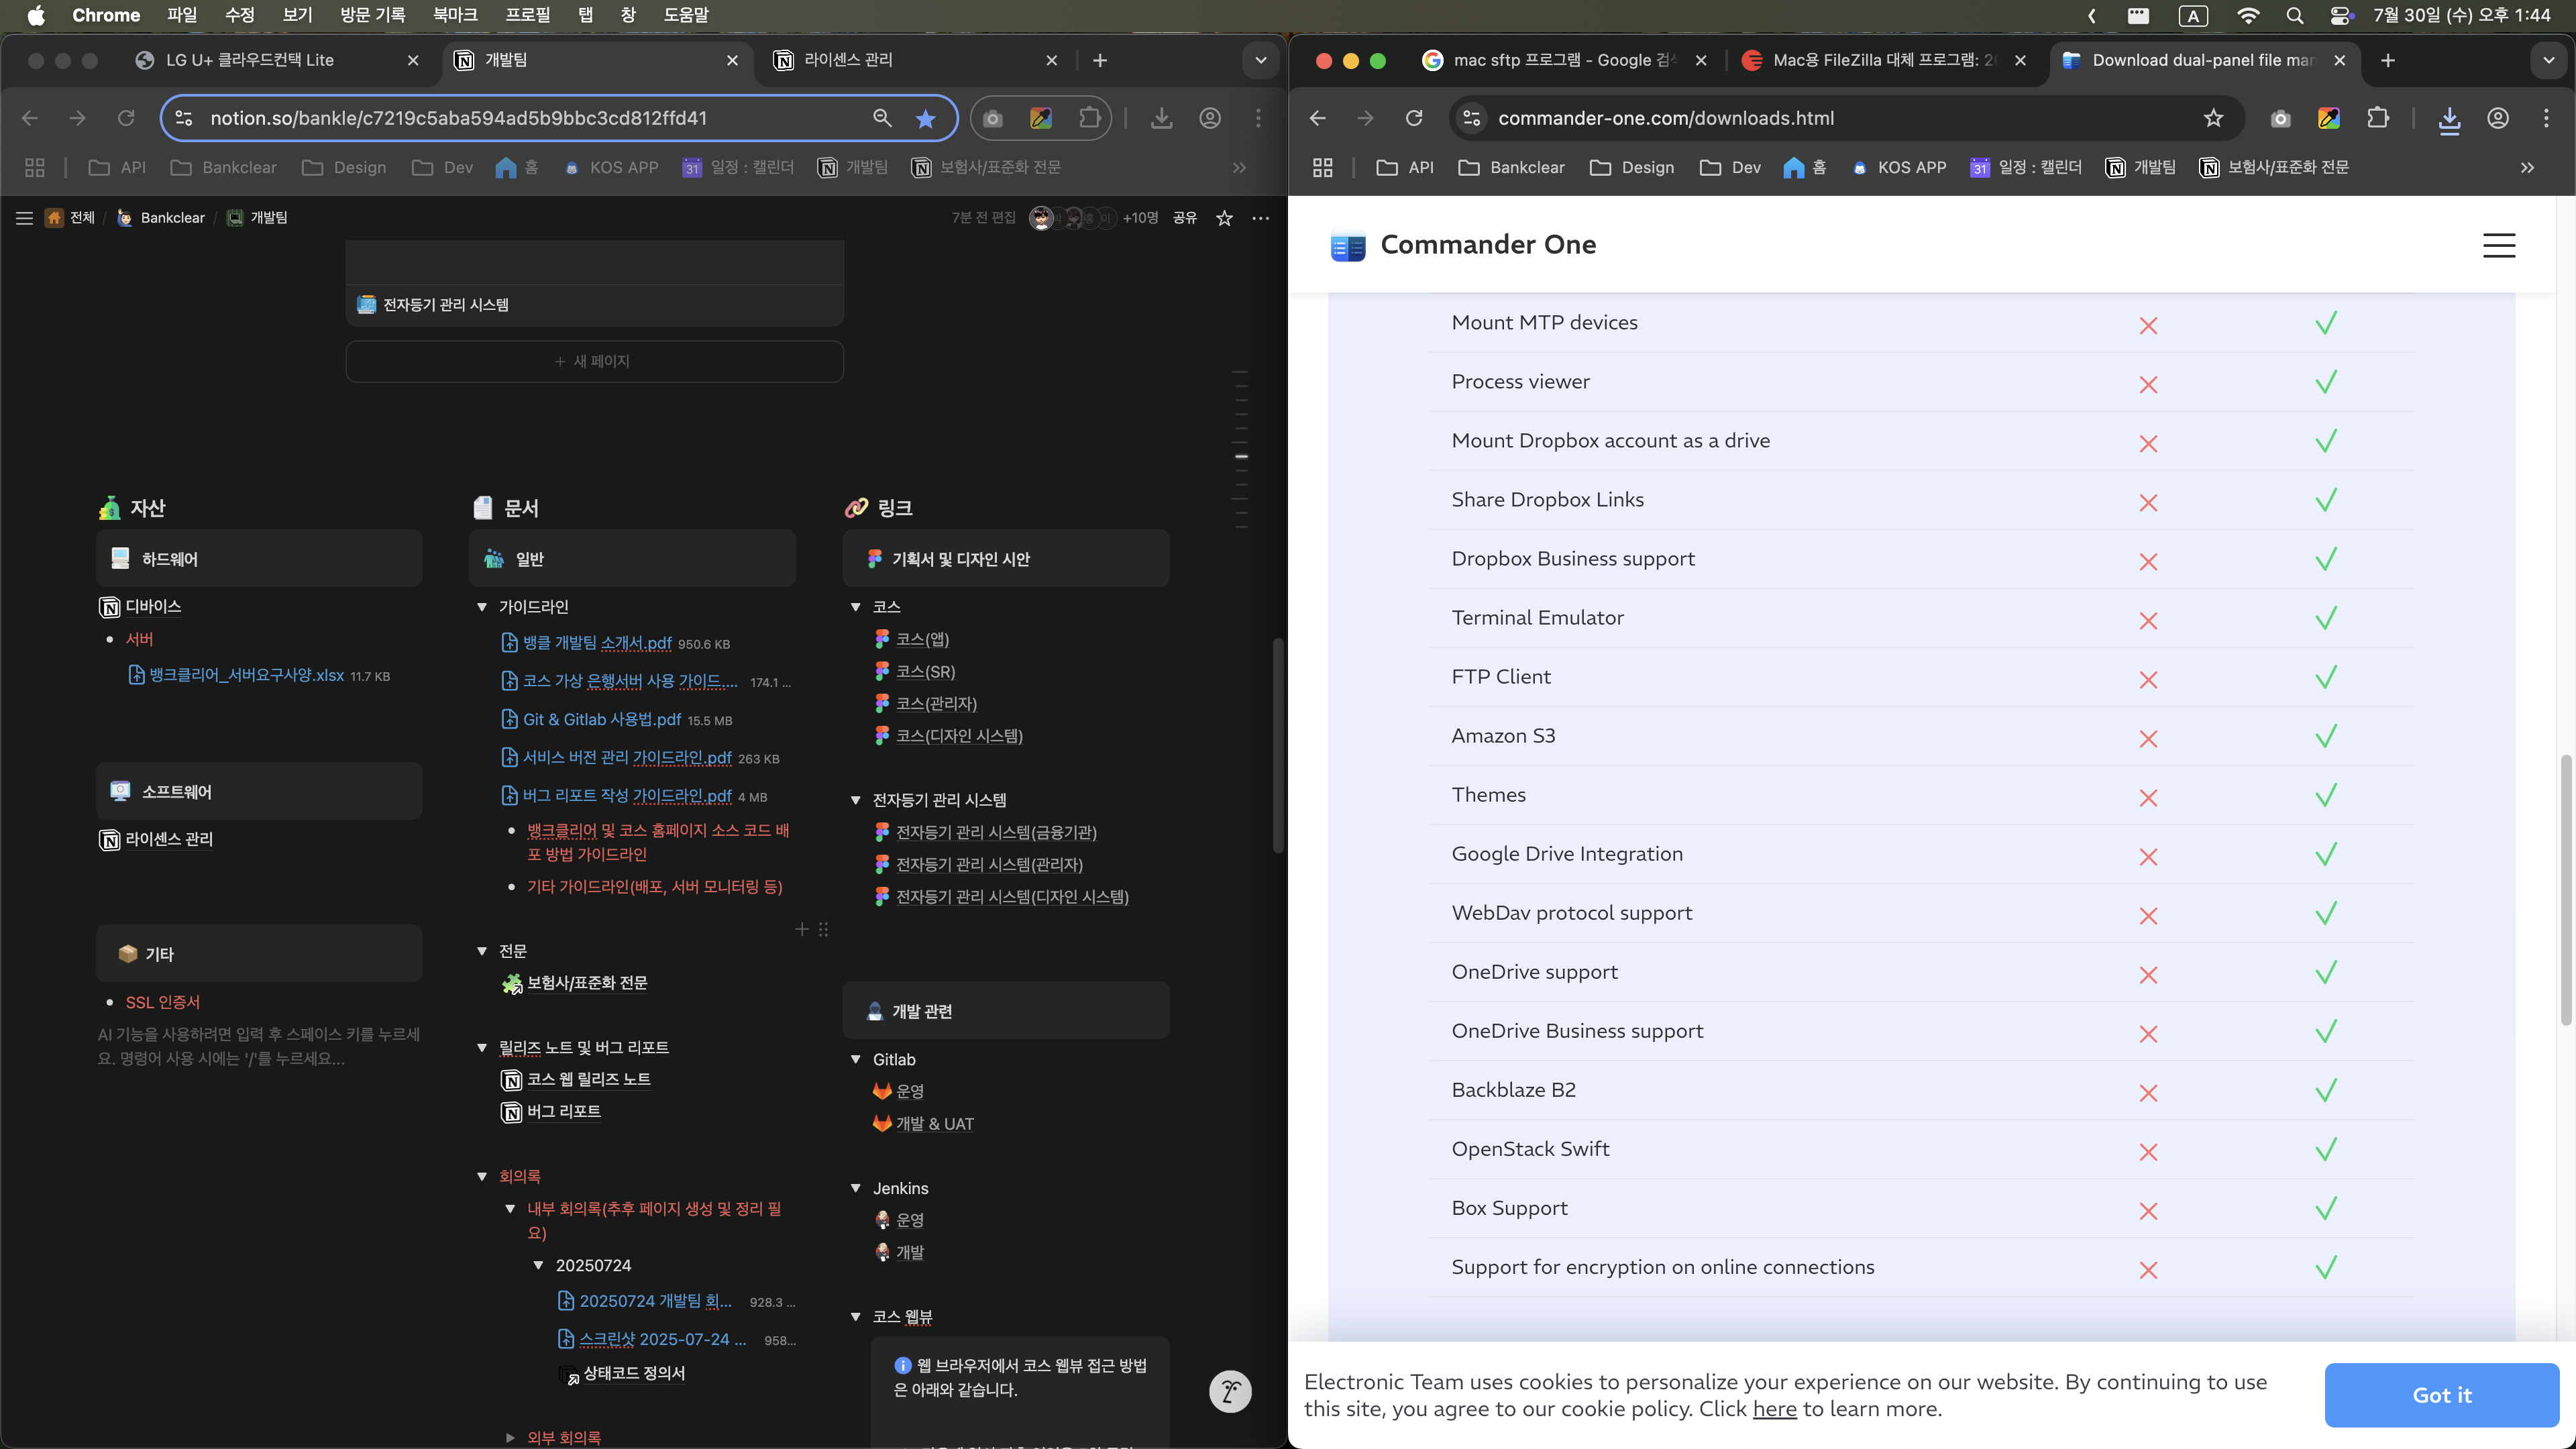 Chrome 파일 수정 보기 방문 기록 북마크 프로필 탭 창 도움말
A 7월 30일 (수) 오후 1:44
LG U+ 클라우드컨택 Lite
개발팀
라이센스 관리
notion.so/bankle/c7219c5aba594ad5b9bbc3cd812ffd41
API Bankclear Design Dev 홈 KOS APP 31 일정 : 캘린더 개발팀 보험사/표준화 전문
전체 / Bankclear / 개발팀
7분 전 편집 +10명 공유
전자등기 관리 시스템
+ 새 페이지
자산
하드웨어
디바이스
서버
뱅크클리어_서버요구사양.xlsx 11.7 KB
소프트웨어
라이센스 관리
기타
SSL 인증서
AI 기능을 사용하려면 입력 후 스페이스 키를 누르세
요. 명령어 사용 시에는 '/'를 누르세요...
문서
일반
가이드라인
뱅클 개발팀 소개서.pdf 950.6 KB
코스 가상 은행서버 사용 가이드.... 174.1 ...
Git & Gitlab 사용법.pdf 15.5 MB
서비스 버전 관리 가이드라인.pdf 263 KB
버그 리포트 작성 가이드라인.pdf 4 MB
뱅크클리어 및 코스 홈페이지 소스 코드 배
포 방법 가이드라인
기타 가이드라인(배포, 서버 모니터링 등)
전문
보험사/표준화 전문
릴리즈 노트 및 버그 리포트
코스 웹 릴리즈 노트
버그 리포트
회의록
내부 회의록(추후 페이지 생성 및 정리 필
요)
20250724
20250724 개발팀 회... 928.3 ...
스크린샷 2025-07-24 ... 958...
상태코드 정의서
외부 회의록
링크
기획서 및 디자인 시안
코스
코스(앱)
코스(SR)
코스(관리자)
코스(디자인 시스템)
전자등기 관리 시스템
전자등기 관리 시스템(금융기관)
전자등기 관리 시스템(관리자)
전자등기 관리 시스템(디자인 시스템)
개발 관련
Gitlab
운영
개발 & UAT
Jenkins
운영
개발
코스 웹뷰
웹 브라우저에서 코스 웹뷰 접근 방법
은 아래와 같습니다.
mac sftp 프로그램 - Google 검색
Mac용 FileZilla 대체 프로그램: 20
Download dual-panel file man
commander-one.com/downloads.html
API Bankclear Design Dev 홈 KOS APP 31 일정 : 캘린더 개발팀 보험사/표준화 전문
Commander One
Mount MTP devices
Process viewer
Mount Dropbox account as a drive
Share Dropbox Links
Dropbox Business support
Terminal Emulator
FTP Client
Amazon S3
Themes
Google Drive Integration
WebDav protocol support
OneDrive support
OneDrive Business support
Backblaze B2
OpenStack Swift
Box Support
Support for encryption on online connections
Electronic Team uses cookies to personalize your experience on our website. By continuing to use
this site, you agree to our cookie policy. Click here to learn more.
Got it